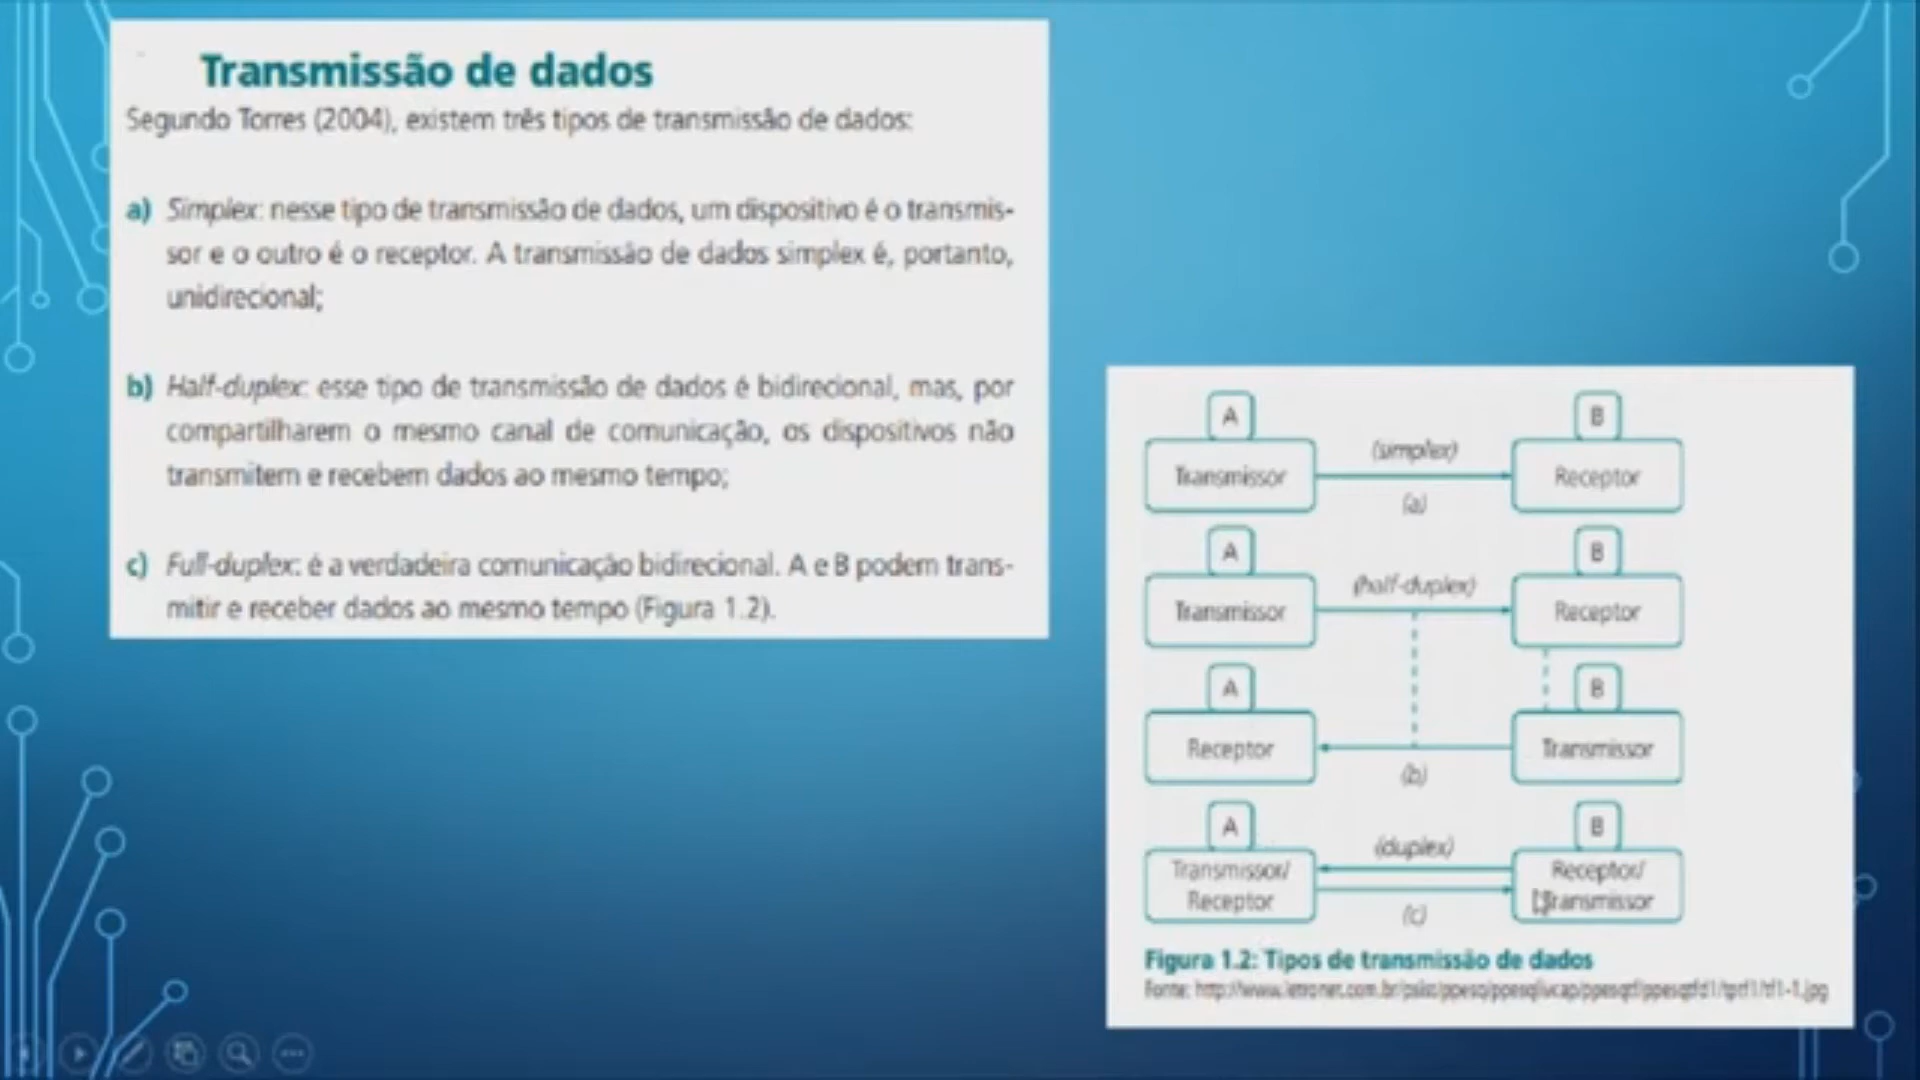 Transmissão de dados
Segundo Torres (2004), existem três tipos de transmissão de dados:
a) Simplex: nesse tipo de transmissão de dados, um dispositivo é o transmis-
sor e o outro é o receptor. A transmissão de dados simplex é, portanto,
unidirecional;
b) Half-duplex: esse tipo de transmissão de dados é bidirecional, mas, por
compartilharem o mesmo canal de comunicação, os dispositivos não
transmitem e recebem dados ao mesmo tempo;
c) Full-duplex: é a verdadeira comunicação bidirecional. A e B podem trans-
mitir e receber dados ao mesmo tempo (Figura 1.2).
A
B
Transmissor
(simplex)
Receptor
(a)
A
B
Transmissor
(half-duplex)
Receptor
A
B
Receptor
Transmissor
(b)
A
B
(duplex)
Transmissor/
Receptor
Receptor/
Transmissor
(c)
Figura 1.2: Tipos de transmissão de dados
Fonte: